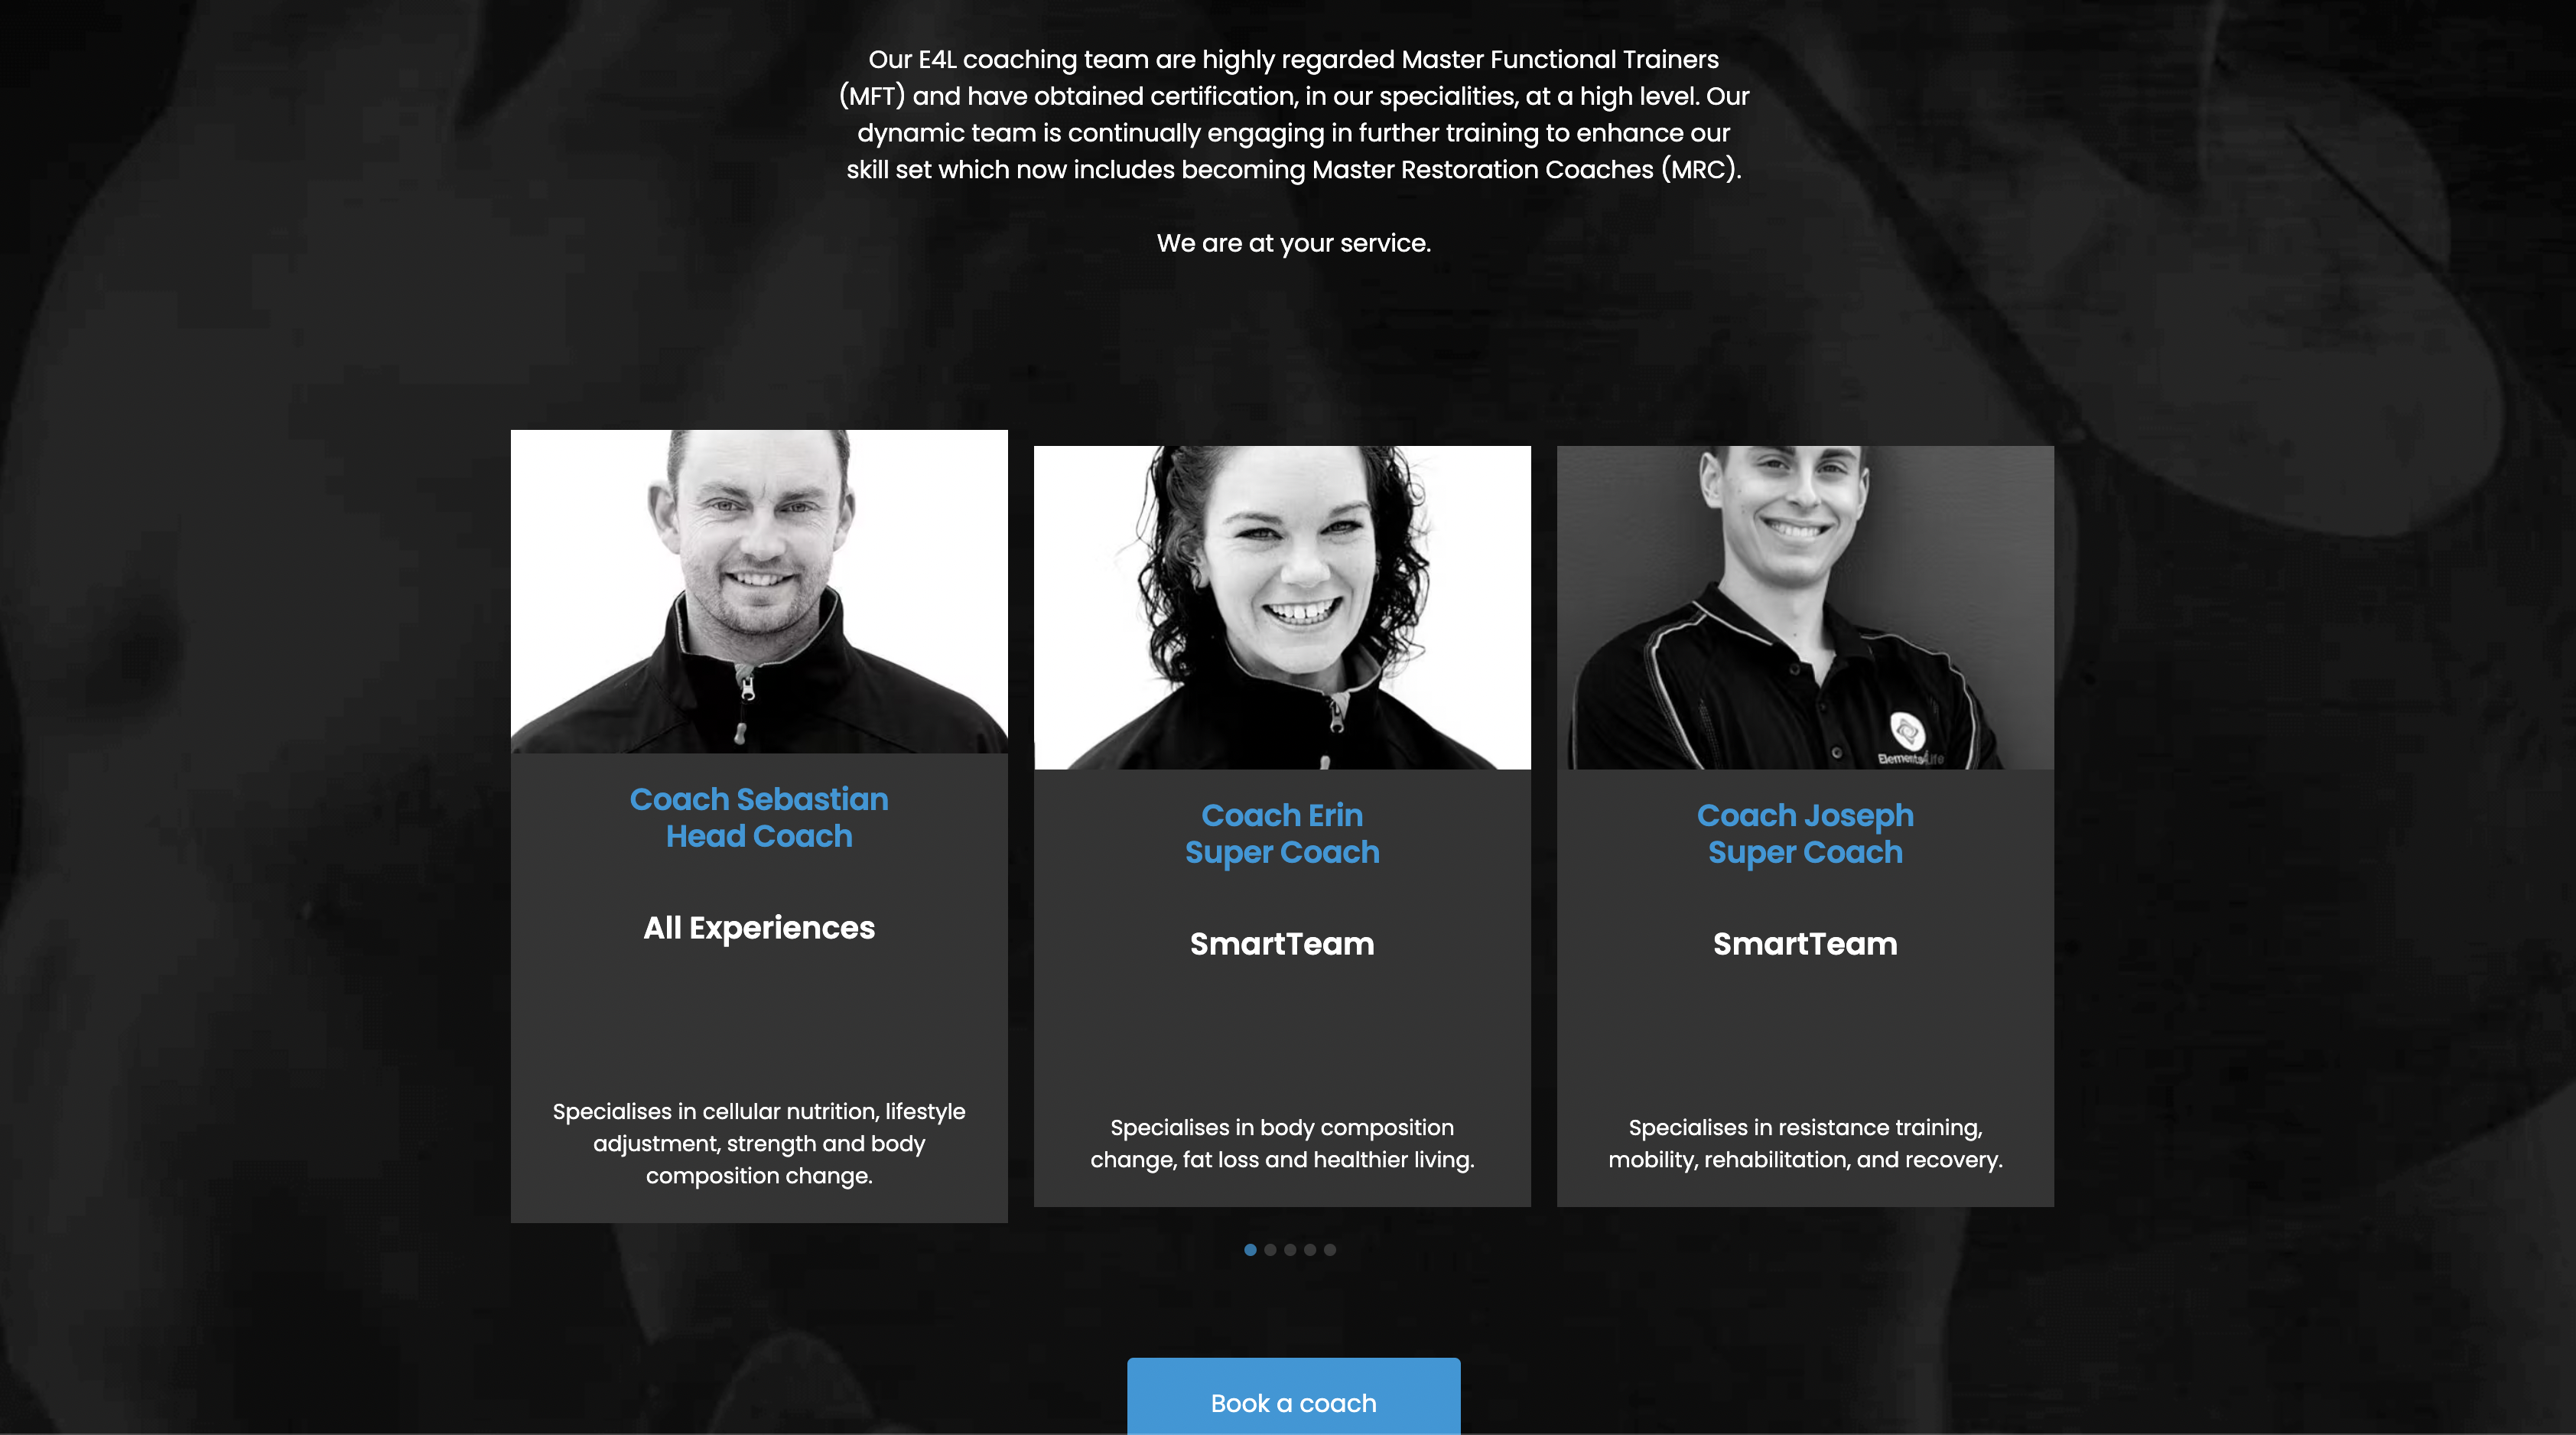 Our E4L coaching team are highly regarded Master Functional Trainers
(MFT) and have obtained certification, in our specialities, at a high level. Our
dynamic team is continually engaging in further training to enhance our
skill set which now includes becoming Master Restoration Coaches (MRC).
We are at your service.
Elements4life
Coach Sebastian
Head Coach
All Experiences
Specialises in cellular nutrition, lifestyle
adjustment, strength and body
composition change.
Coach Erin
Super Coach
SmartTeam
Specialises in body composition
change, fat loss and healthier living.
Coach Joseph
Super Coach
SmartTeam
Specialises in resistance training,
mobility, rehabilitation, and recovery.
Book a coach